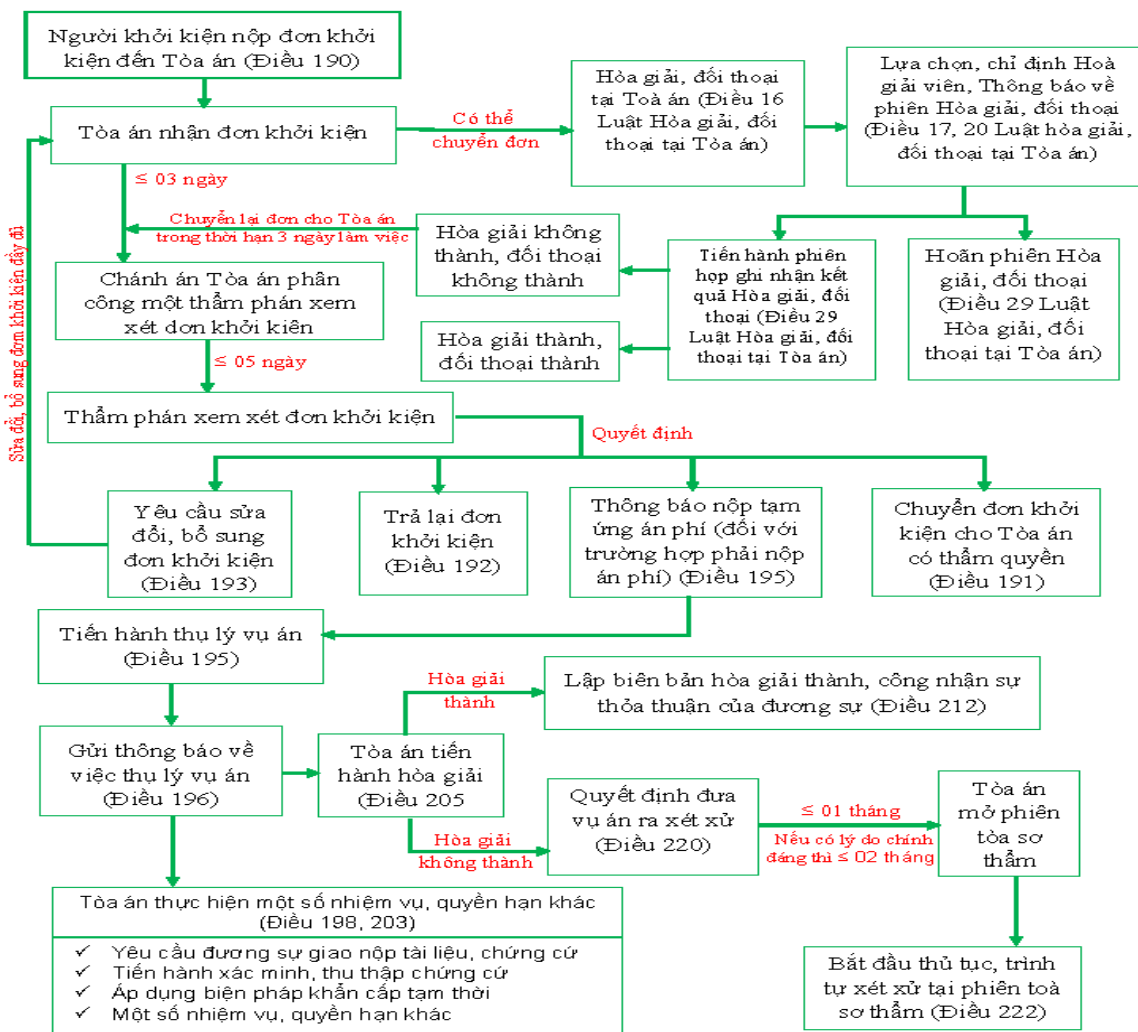 Người khởi kiện nộp đơn khởi
kiện đến Tòa án (Điều 190)
Tòa án nhận đơn khởi kiện
Có thể
chuyển đơn
Hòa giải, đối thoại
tại Toà án (Điều 16
Luật Hòa giải, đối
thoại tại Tòa án)
Lựa chọn, chỉ định Hoà
giải viên, Thông báo về
phiên Hòa giải, đối thoại
(Điều 17, 20 Luật hòa giải,
đối thoại tại Tòa án)
≤ 03 ngày
Chuyển lại đơn cho Tòa án
trong thời hạn 3 ngày làm việc
Hòa giải không
thành, đối thoại
không thành
Tiến hành phiên
họp ghi nhận kết
quả Hòa giải, đối
thoại (Điều 29
Luật Hòa giải, đối
thoại tại Tòa án)
Hoãn phiên Hòa
giải, đối thoại
(Điều 29 Luật
Hòa giải, đối
thoại tại Tòa án)
Chánh án Tòa án phân
công một thẩm phán xem
xét đơn khởi kiên
Hòa giải thành,
đối thoại thành
≤ 05 ngày
Thẩm phán xem xét đơn khởi kiện
Quyết định
Sửa đổi, bổ sung đơn khởi kiện đầy đủ
Yêu cầu sửa
đổi, bổ sung
đơn khởi kiện
(Điều 193)
Trả lại đơn
khởi kiện
(Điều 192)
Thông báo nộp tạm
ứng án phí (đối với
trường hợp phải nộp
án phí) (Điều 195)
Chuyển đơn khởi
kiện cho Tòa án
có thẩm quyền
(Điều 191)
Tiến hành thụ lý vụ án
(Điều 195)
Hòa giải
thành
Lập biên bản hòa giải thành, công nhận sự
thỏa thuận của đương sự (Điều 212)
Gửi thông báo về
việc thụ lý vụ án
(Điều 196)
Tòa án tiến
hành hòa giải
(Điều 205
Hòa giải
không thành
Quyết định đưa
vụ án ra xét xử
(Điều 220)
≤ 01 tháng
Nếu có lý do chính
đáng thì ≤ 02 tháng
Tòa án
mở phiên
tòa sơ
thẩm
Tòa án thực hiện một số nhiệm vụ, quyền hạn khác
(Điều 198, 203)
✓ Yêu cầu đương sự giao nộp tài liệu, chứng cứ
✓ Tiến hành xác minh, thu thập chứng cứ
✓ Áp dụng biện pháp khẩn cấp tạm thời
✓ Một số nhiệm vụ, quyền hạn khác
Bắt đầu thủ tục, trình
tự xét xử tại phiên toà
sơ thẩm (Điều 222)